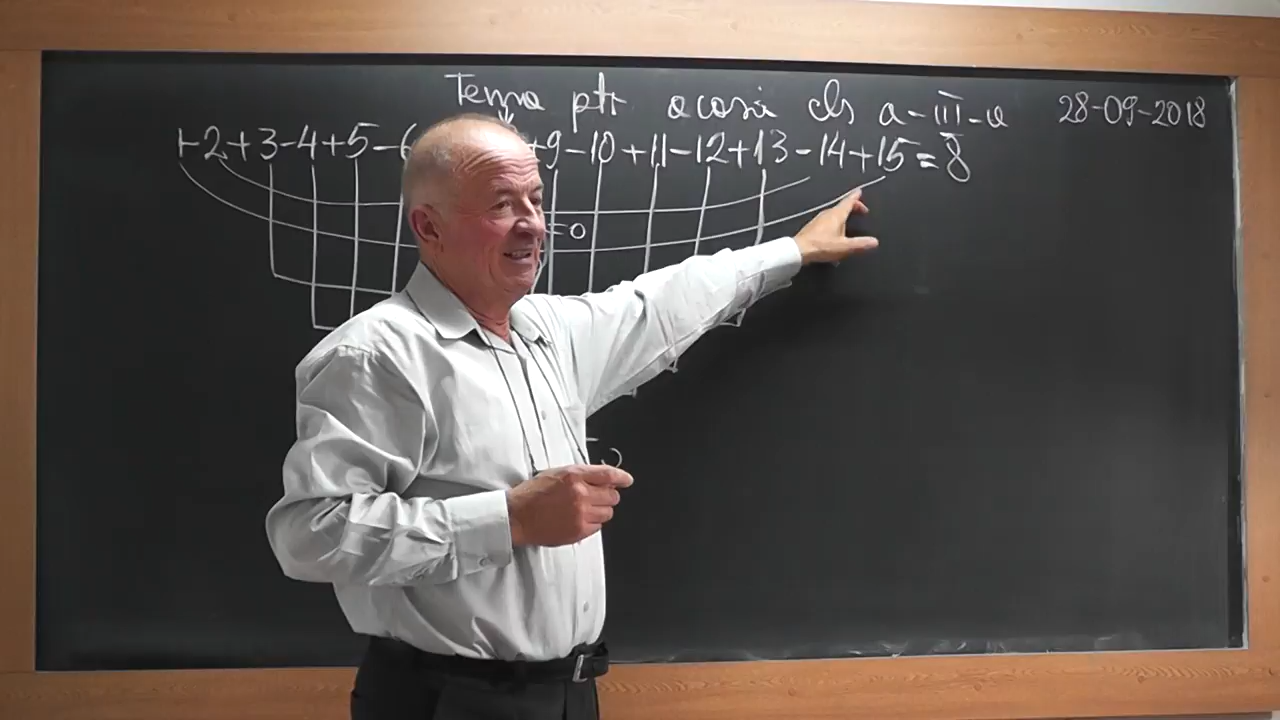 Tema ptr acasă cls a-III-a 28-09-2018
1-2+3-4+5-6 +9-10+11-12+13-14+15=8
=0